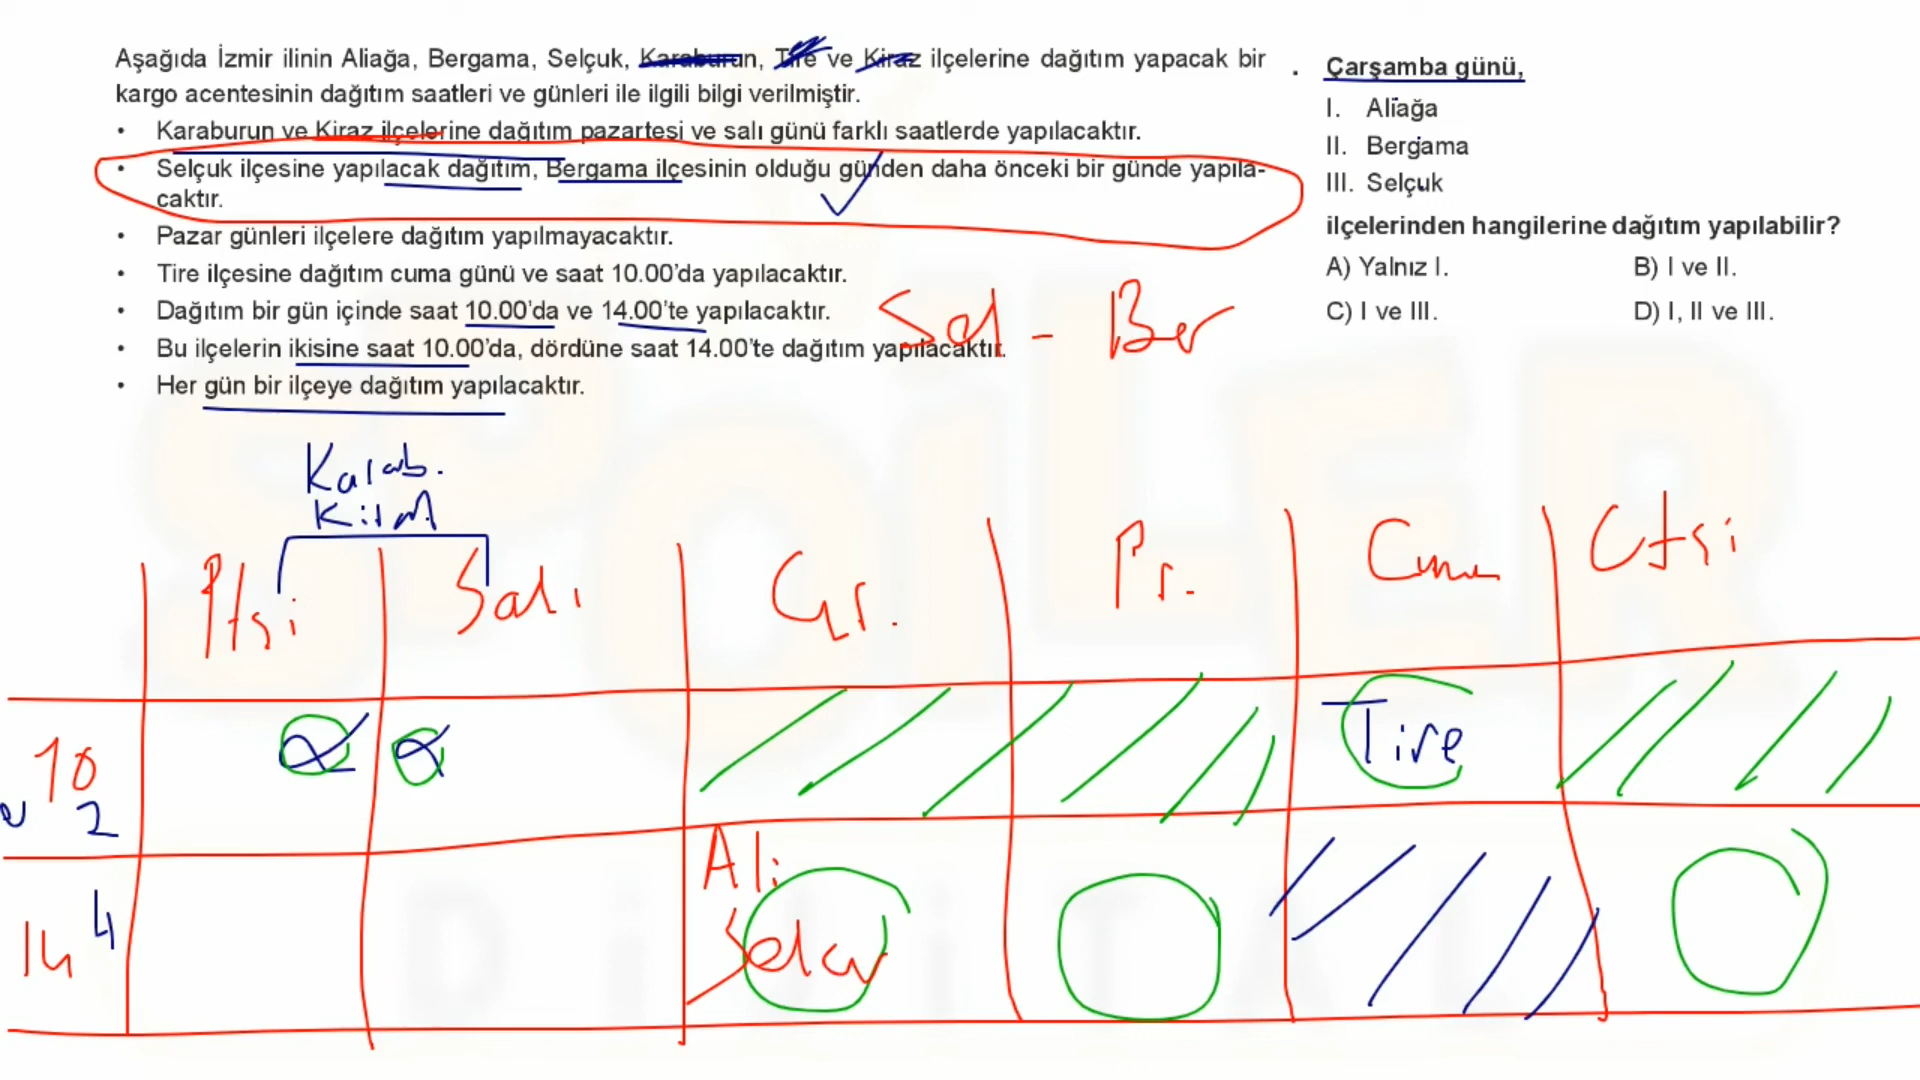 Aşağıda İzmir ilinin Aliağa, Bergama, Selçuk, Karaburun, Tire ve Kiraz ilçelerine dağıtım yapacak bir
kargo acentesinin dağıtım saatleri ve günleri ile ilgili bilgi verilmiştir.
• Karaburun ve Kiraz ilçelerine dağıtım pazartesi ve salı günü farklı saatlerde yapılacaktır.
• Selçuk ilçesine yapılacak dağıtım, Bergama ilçesinin olduğu günden daha önceki bir günde yapıla-
caktır.
• Pazar günleri ilçelere dağıtım yapılmayacaktır.
• Tire ilçesine dağıtım cuma günü ve saat 10.00’da yapılacaktır.
• Dağıtım bir gün içinde saat 10.00’da ve 14.00’te yapılacaktır.
• Bu ilçelerin ikisine saat 10.00’da, dördüne saat 14.00’te dağıtım yapılacaktır.
• Her gün bir ilçeye dağıtım yapılacaktır.
. Çarşamba günü,
I. Aliağa
II. Bergama
III. Selçuk
ilçelerinden hangilerine dağıtım yapılabilir?
A) Yalnız I. B) I ve II.
C) I ve III. D) I, II ve III.
Sel - Ber
Karab.
Ptsi Salı Çrş. Pr. Cuma Ctsi
10 Tire
2
Ali
14 4
SPOiLER
DiJiTAL